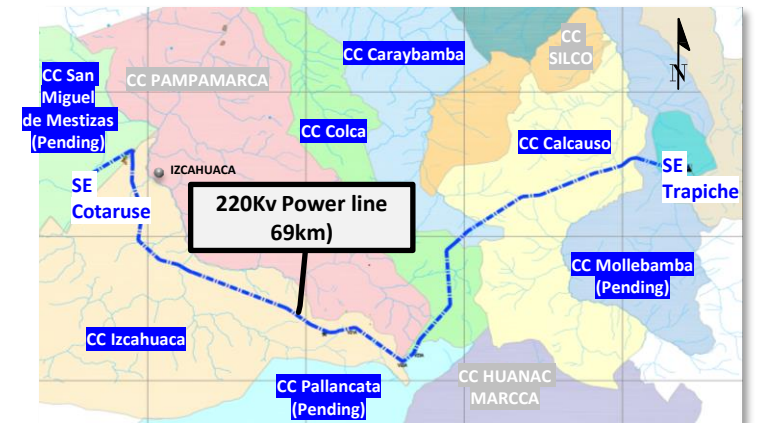 CC Caraybamba
CC
SILCO
N
CC San
Miguel
de Mestizas
(Pending)
CC PAMPAMARCA
CC Colca
CC Calcauso
IZCAHUACA
SE
Cotaruse
SE
Trapiche
220Kv Power line
69km)
CC Mollebamba
(Pending)
CC Izcahuaca
CC Pallancata
(Pending)
CC HUANAC
MARCCA